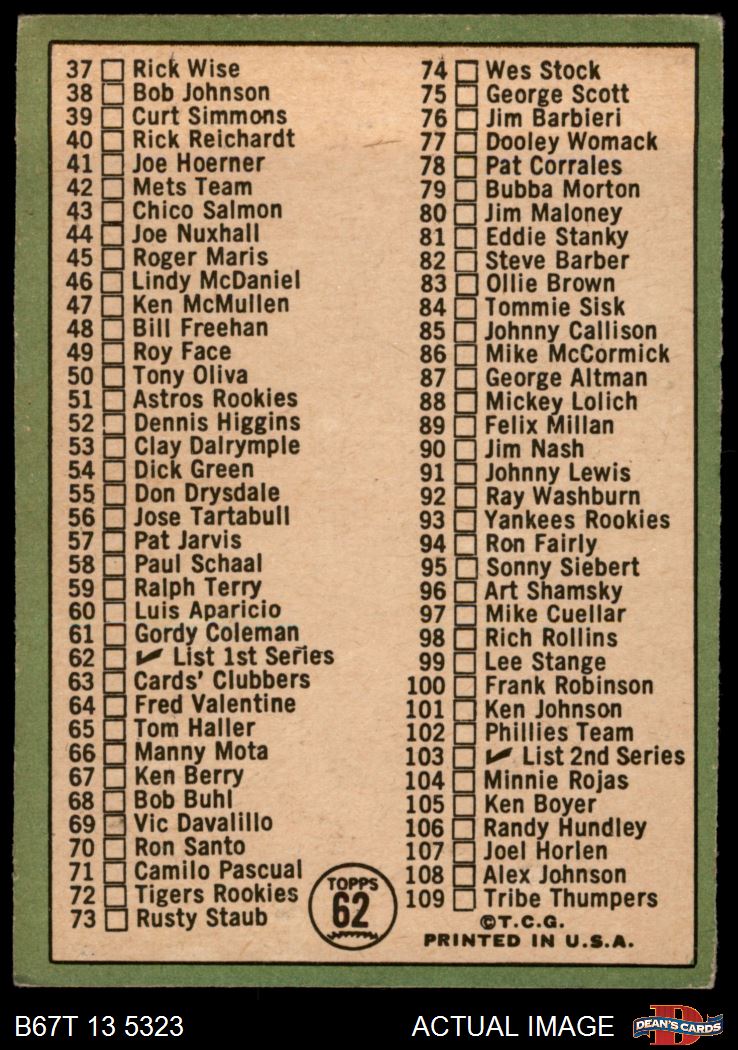 37 Rick Wise
38 Bob Johnson
39 Curt Simmons
40 Rick Reichardt
41 Joe Hoerner
42 Mets Team
43 Chico Salmon
44 Joe Nuxhall
45 Roger Maris
46 Lindy McDaniel
47 Ken McMullen
48 Bill Freehan
49 Roy Face
50 Tony Oliva
51 Astros Rookies
52 Dennis Higgins
53 Clay Dalrymple
54 Dick Green
55 Don Drysdale
56 Jose Tartabull
57 Pat Jarvis
58 Paul Schaal
59 Ralph Terry
60 Luis Aparicio
61 Gordy Coleman
62 ✓ List 1st Series
63 Cards' Clubbers
64 Fred Valentine
65 Tom Haller
66 Manny Mota
67 Ken Berry
68 Bob Buhl
69 Vic Davalillo
70 Ron Santo
71 Camilo Pascual
72 Tigers Rookies
73 Rusty Staub
TOPPS
62
74 Wes Stock
75 George Scott
76 Jim Barbieri
77 Dooley Womack
78 Pat Corrales
79 Bubba Morton
80 Jim Maloney
81 Eddie Stanky
82 Steve Barber
83 Ollie Brown
84 Tommie Sisk
85 Johnny Callison
86 Mike McCormick
87 George Altman
88 Mickey Lolich
89 Felix Millan
90 Jim Nash
91 Johnny Lewis
92 Ray Washburn
93 Yankees Rookies
94 Ron Fairly
95 Sonny Siebert
96 Art Shamsky
97 Mike Cuellar
98 Rich Rollins
99 Lee Stange
100 Frank Robinson
101 Ken Johnson
102 Phillies Team
103 ✓ List 2nd Series
104 Minnie Rojas
105 Ken Boyer
106 Randy Hundley
107 Joel Horlen
108 Alex Johnson
109 Tribe Thumpers
©T.C.G.
PRINTED IN U.S.A.
B67T 13 5323
ACTUAL IMAGE
D
DEAN'S CARDS